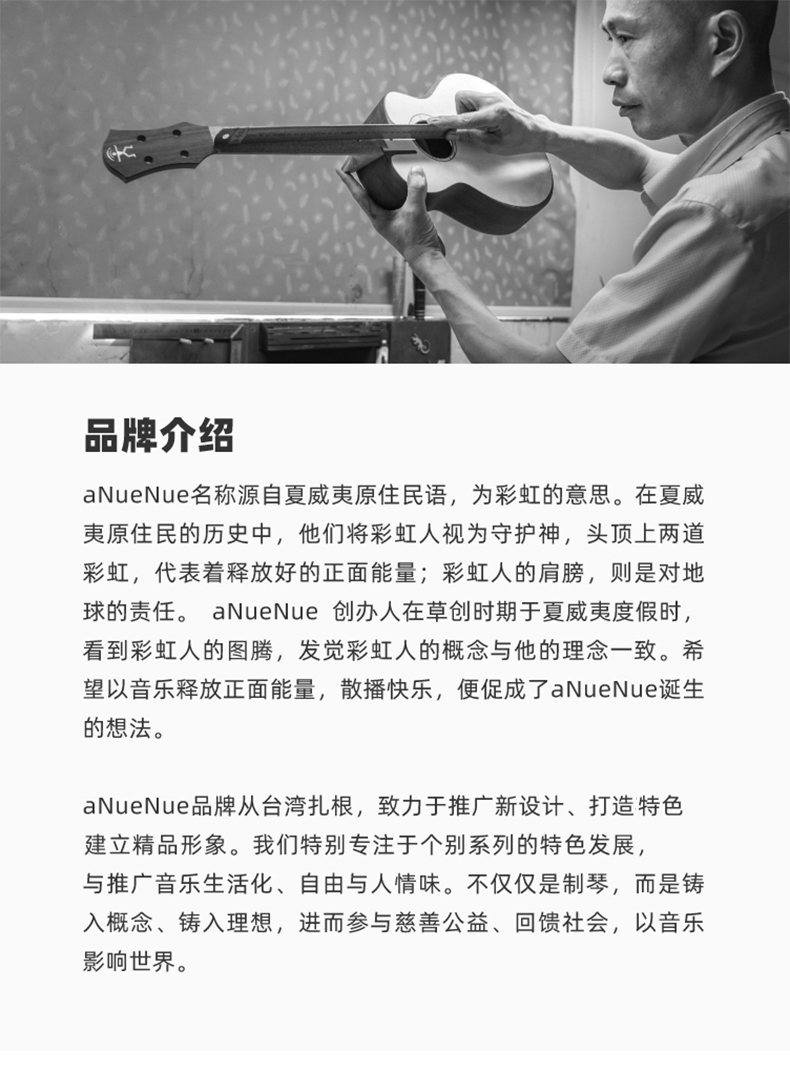 品牌介绍
aNueNue名称源自夏威夷原住民语，为彩虹的意思。在夏威
夷原住民的历史中，他们将彩虹人视为守护神，头顶上两道
彩虹，代表着释放好的正面能量；彩虹人的肩膀，则是对地
球的责任。 aNueNue 创办人在草创时期于夏威夷度假时，
看到彩虹人的图腾，发觉彩虹人的概念与他的理念一致。希
望以音乐释放正面能量，散播快乐，便促成了aNueNue诞生
的想法。
aNueNue品牌从台湾扎根，致力于推广新设计、打造特色
建立精品形象。我们特别专注于个别系列的特色发展，
与推广音乐生活化、自由与人情味。不仅仅是制琴，而是铸
入概念、铸入理想，进而参与慈善公益、回馈社会，以音乐
影响世界。